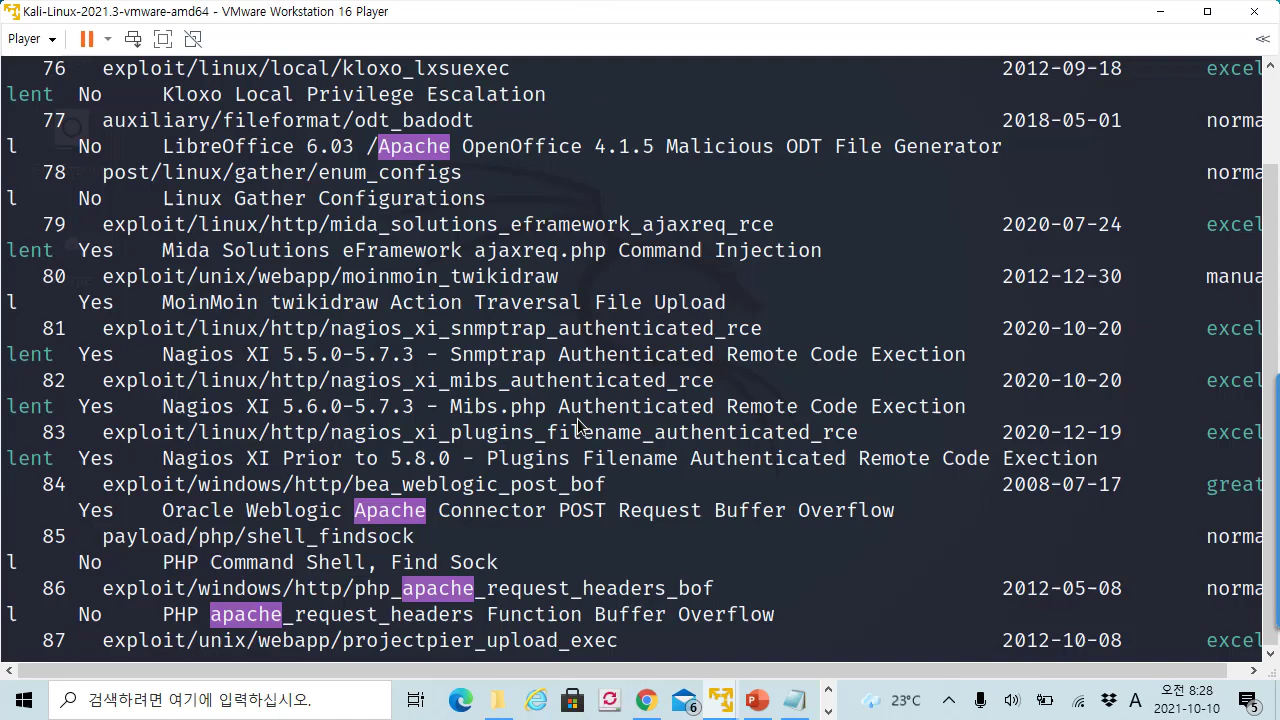 Kali-Linux-2021.3-vmware-amd64 - VMware Workstation 16 Player
Player
76 exploit/linux/local/kloxo_lxsuexec 2012-09-18 excel
lent No Kloxo Local Privilege Escalation
77 auxiliary/fileformat/odt_badodt 2018-05-01 norma
l No LibreOffice 6.03 /Apache OpenOffice 4.1.5 Malicious ODT File Generator
78 post/linux/gather/enum_configs norma
l No Linux Gather Configurations
79 exploit/linux/http/mida_solutions_eframework_ajaxreq_rce 2020-07-24 excel
lent Yes Mida Solutions eFramework ajaxreq.php Command Injection
80 exploit/unix/webapp/moinmoin_twikidraw 2012-12-30 manua
l Yes MoinMoin twikidraw Action Traversal File Upload
81 exploit/linux/http/nagios_xi_snmptrap_authenticated_rce 2020-10-20 excel
lent Yes Nagios XI 5.5.0-5.7.3 - Snmptrap Authenticated Remote Code Exection
82 exploit/linux/http/nagios_xi_mibs_authenticated_rce 2020-10-20 excel
lent Yes Nagios XI 5.6.0-5.7.3 - Mibs.php Authenticated Remote Code Exection
83 exploit/linux/http/nagios_xi_plugins_filename_authenticated_rce 2020-12-19 excel
lent Yes Nagios XI Prior to 5.8.0 - Plugins Filename Authenticated Remote Code Exection
84 exploit/windows/http/bea_weblogic_post_bof 2008-07-17 great
Yes Oracle Weblogic Apache Connector POST Request Buffer Overflow
85 payload/php/shell_findsock norma
l No PHP Command Shell, Find Sock
86 exploit/windows/http/php_apache_request_headers_bof 2012-05-08 norma
l No PHP apache_request_headers Function Buffer Overflow
87 exploit/unix/webapp/projectpier_upload_exec 2012-10-08 excel
검색하려면 여기에 입력하십시오.
6
23°C
A
오전 8:28
2021-10-10
5